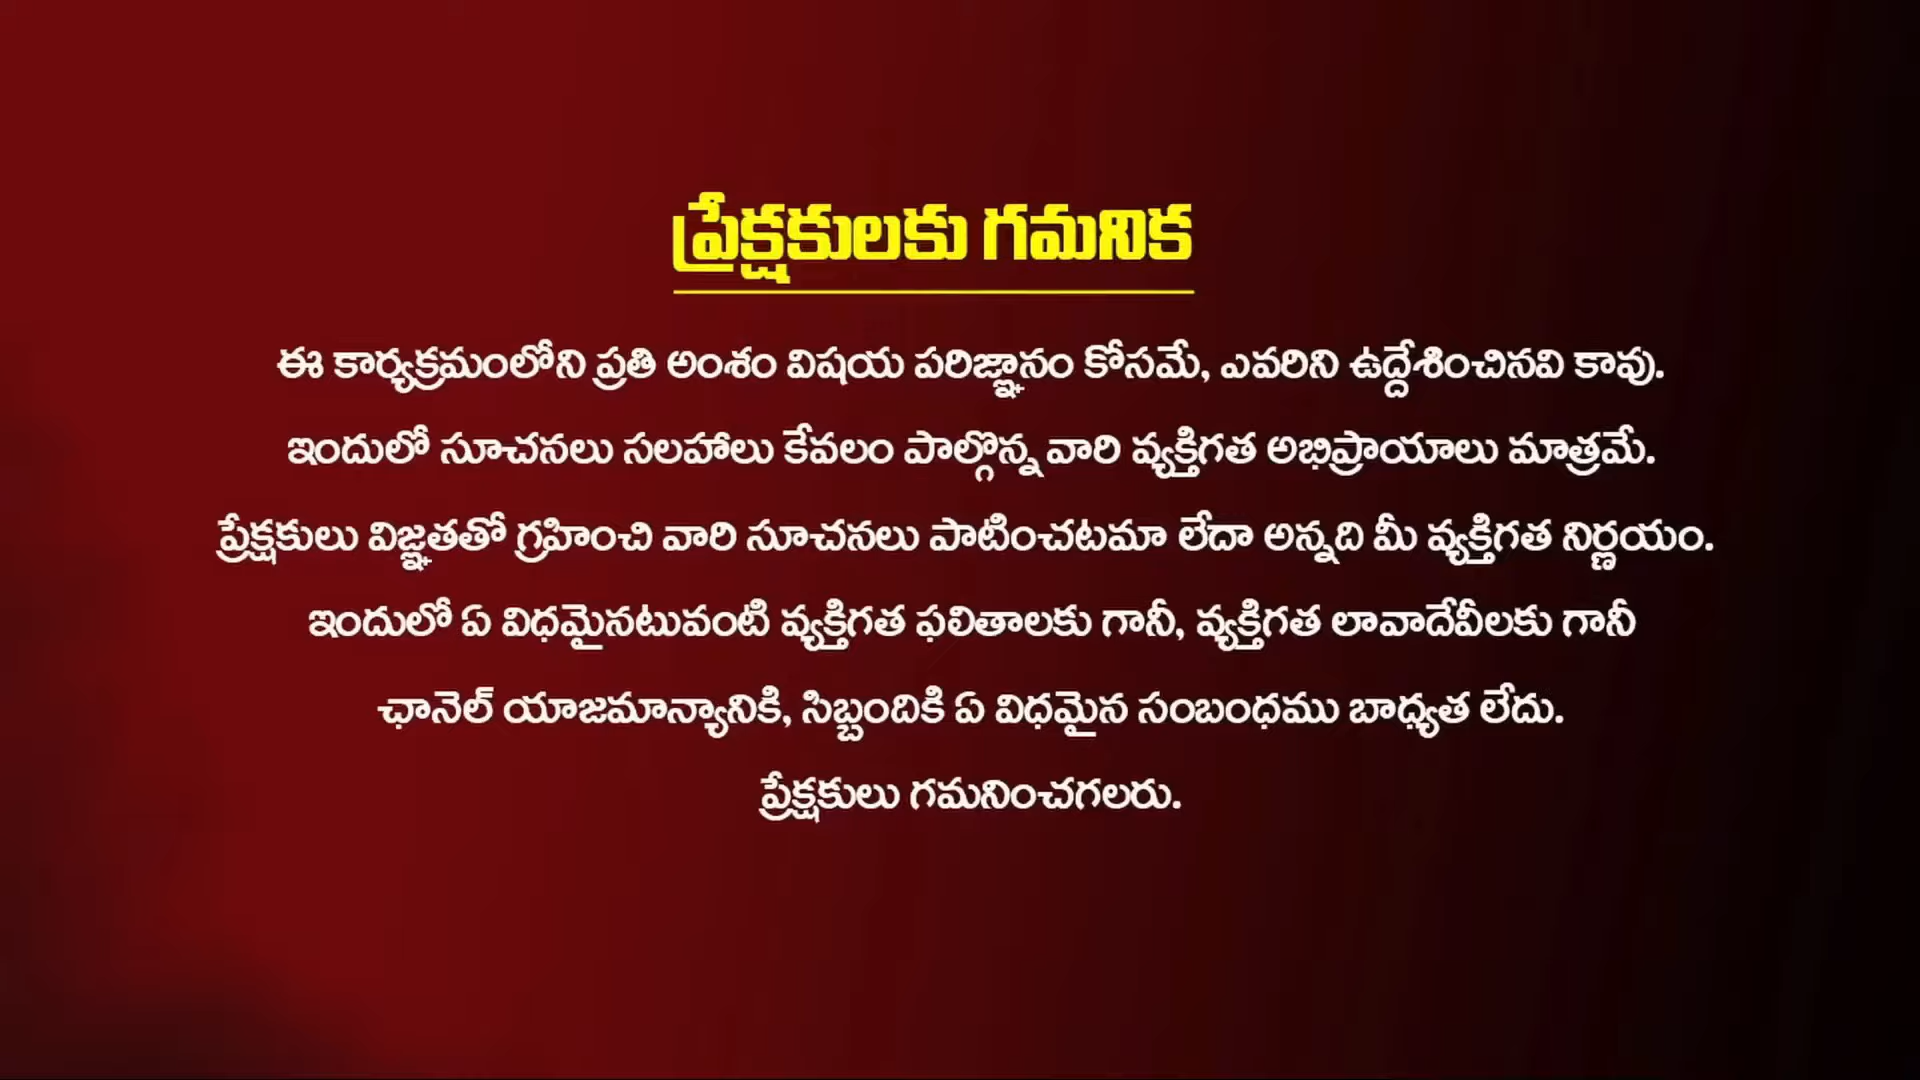 ప్రేక్షకులకు గమనిక
ఈ కార్యక్రమంలోని ప్రతి అంశం విషయ పరిజ్ఞానం కోసమే, ఎవరిని ఉద్దేశించినవి కావు.
ఇందులో సూచనలు సలహాలు కేవలం పాల్గొన్న వారి వ్యక్తిగత అభిప్రాయాలు మాత్రమే.
ప్రేక్షకులు విజ్ఞతతో గ్రహించి వారి సూచనలు పాటించటమా లేదా అన్నది మీ వ్యక్తిగత నిర్ణయం.
ఇందులో ఏ విధమైనటువంటి వ్యక్తిగత ఫలితాలకు గానీ, వ్యక్తిగత లావాదేవీలకు గానీ
ఛానెల్ యాజమాన్యానికి, సిబ్బందికి ఏ విధమైన సంబంధము బాధ్యత లేదు.
ప్రేక్షకులు గమనించగలరు.